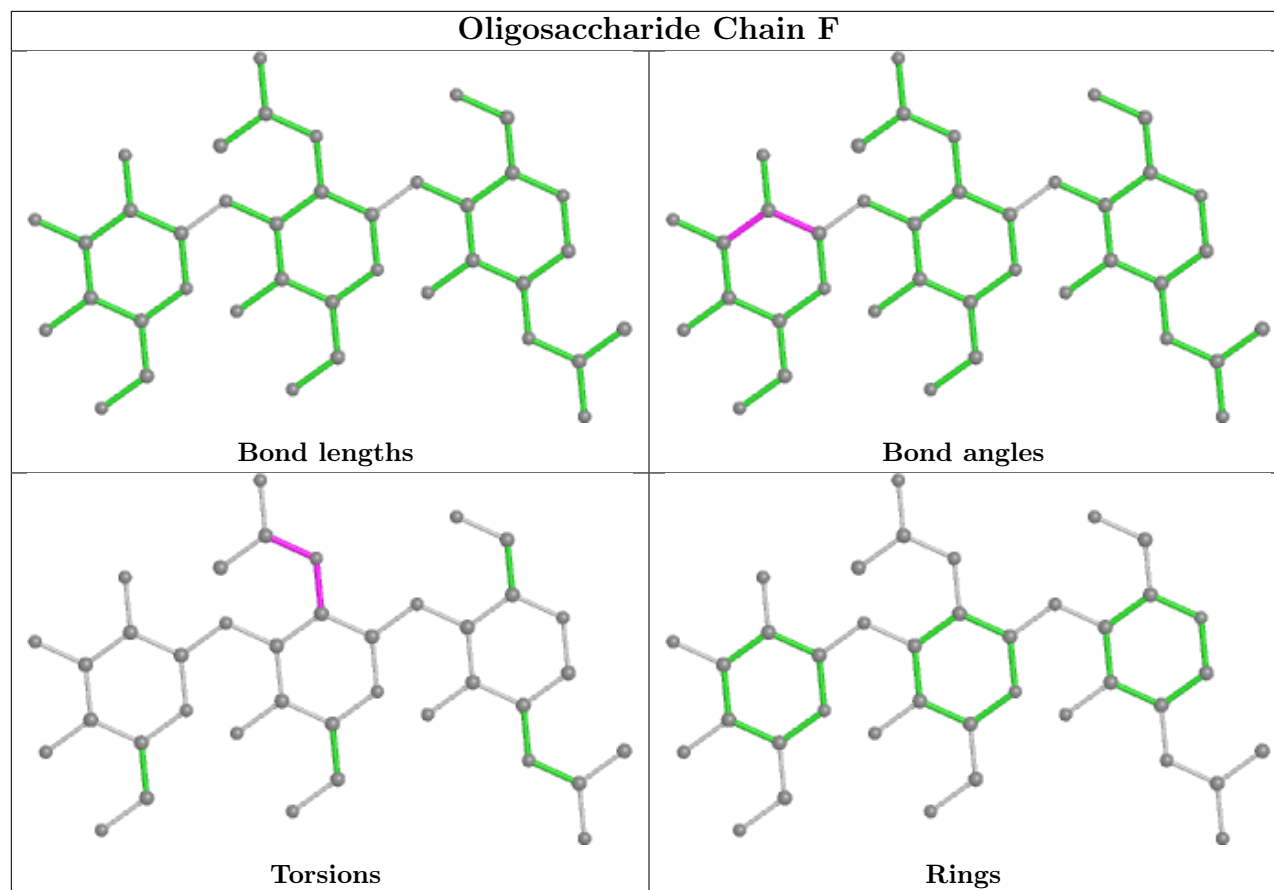 Oligosaccharide Chain F
Bond lengths
Bond angles
Torsions
Rings